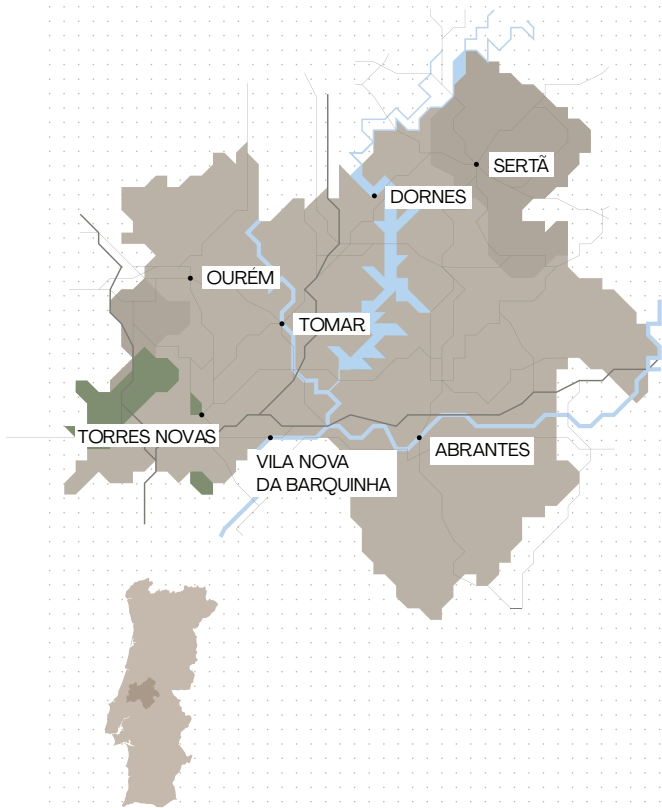 SERTÃ
DORNES
OURÉM
TOMAR
TORRES NOVAS
ABRANTES
VILA NOVA
DA BARQUINHA